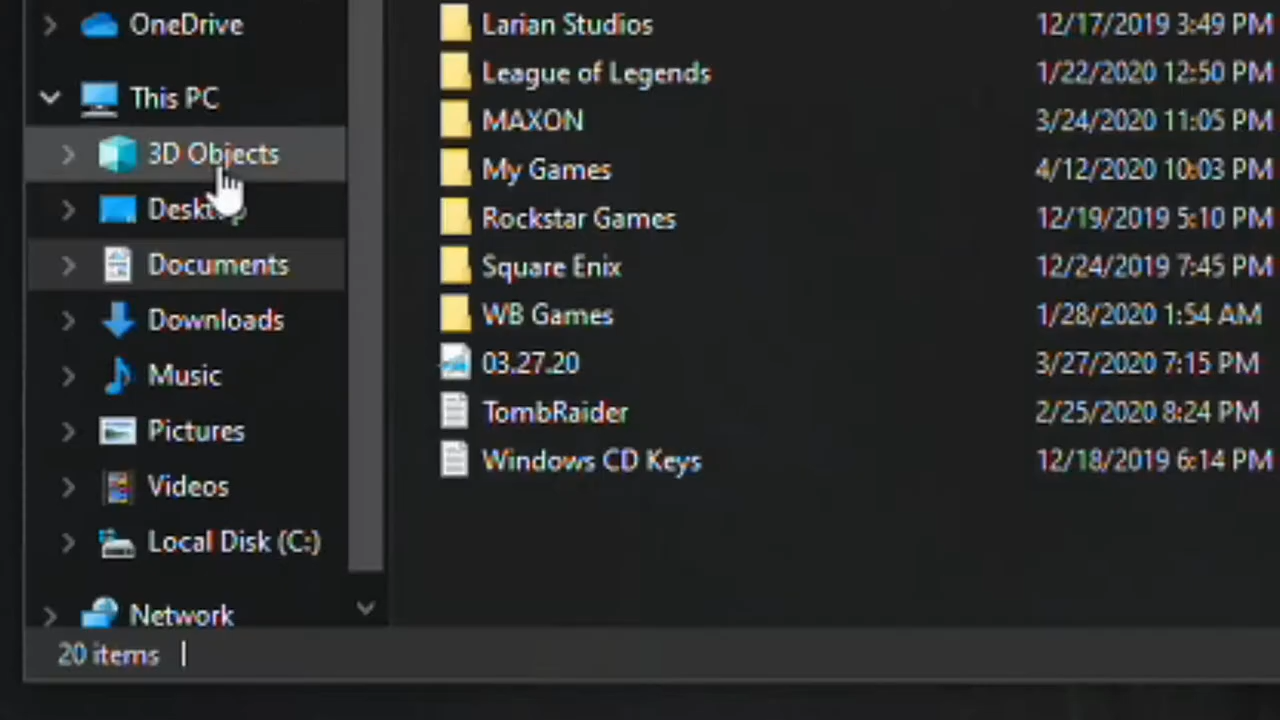 OneDrive
This PC
3D Objects
Desktop
Documents
Downloads
Music
Pictures
Videos
Local Disk (C:)
Network
Larian Studios 12/17/2019 3:49 PM
League of Legends 1/22/2020 12:50 PM
MAXON 3/24/2020 11:05 PM
My Games 4/12/2020 10:03 PM
Rockstar Games 12/19/2019 5:10 PM
Square Enix 12/24/2019 7:45 PM
WB Games 1/28/2020 1:54 AM
03.27.20 3/27/2020 7:15 PM
TombRaider 2/25/2020 8:24 PM
Windows CD Keys 12/18/2019 6:14 PM
20 items